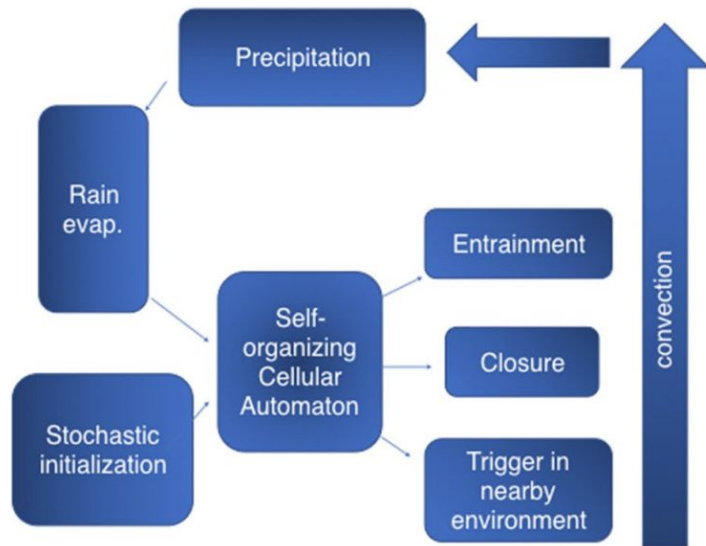 Precipitation
Rain
evap.
Entrainment
Self-
organizing
Cellular
Automaton
Closure
convection
Stochastic
initialization
Trigger in
nearby
environment